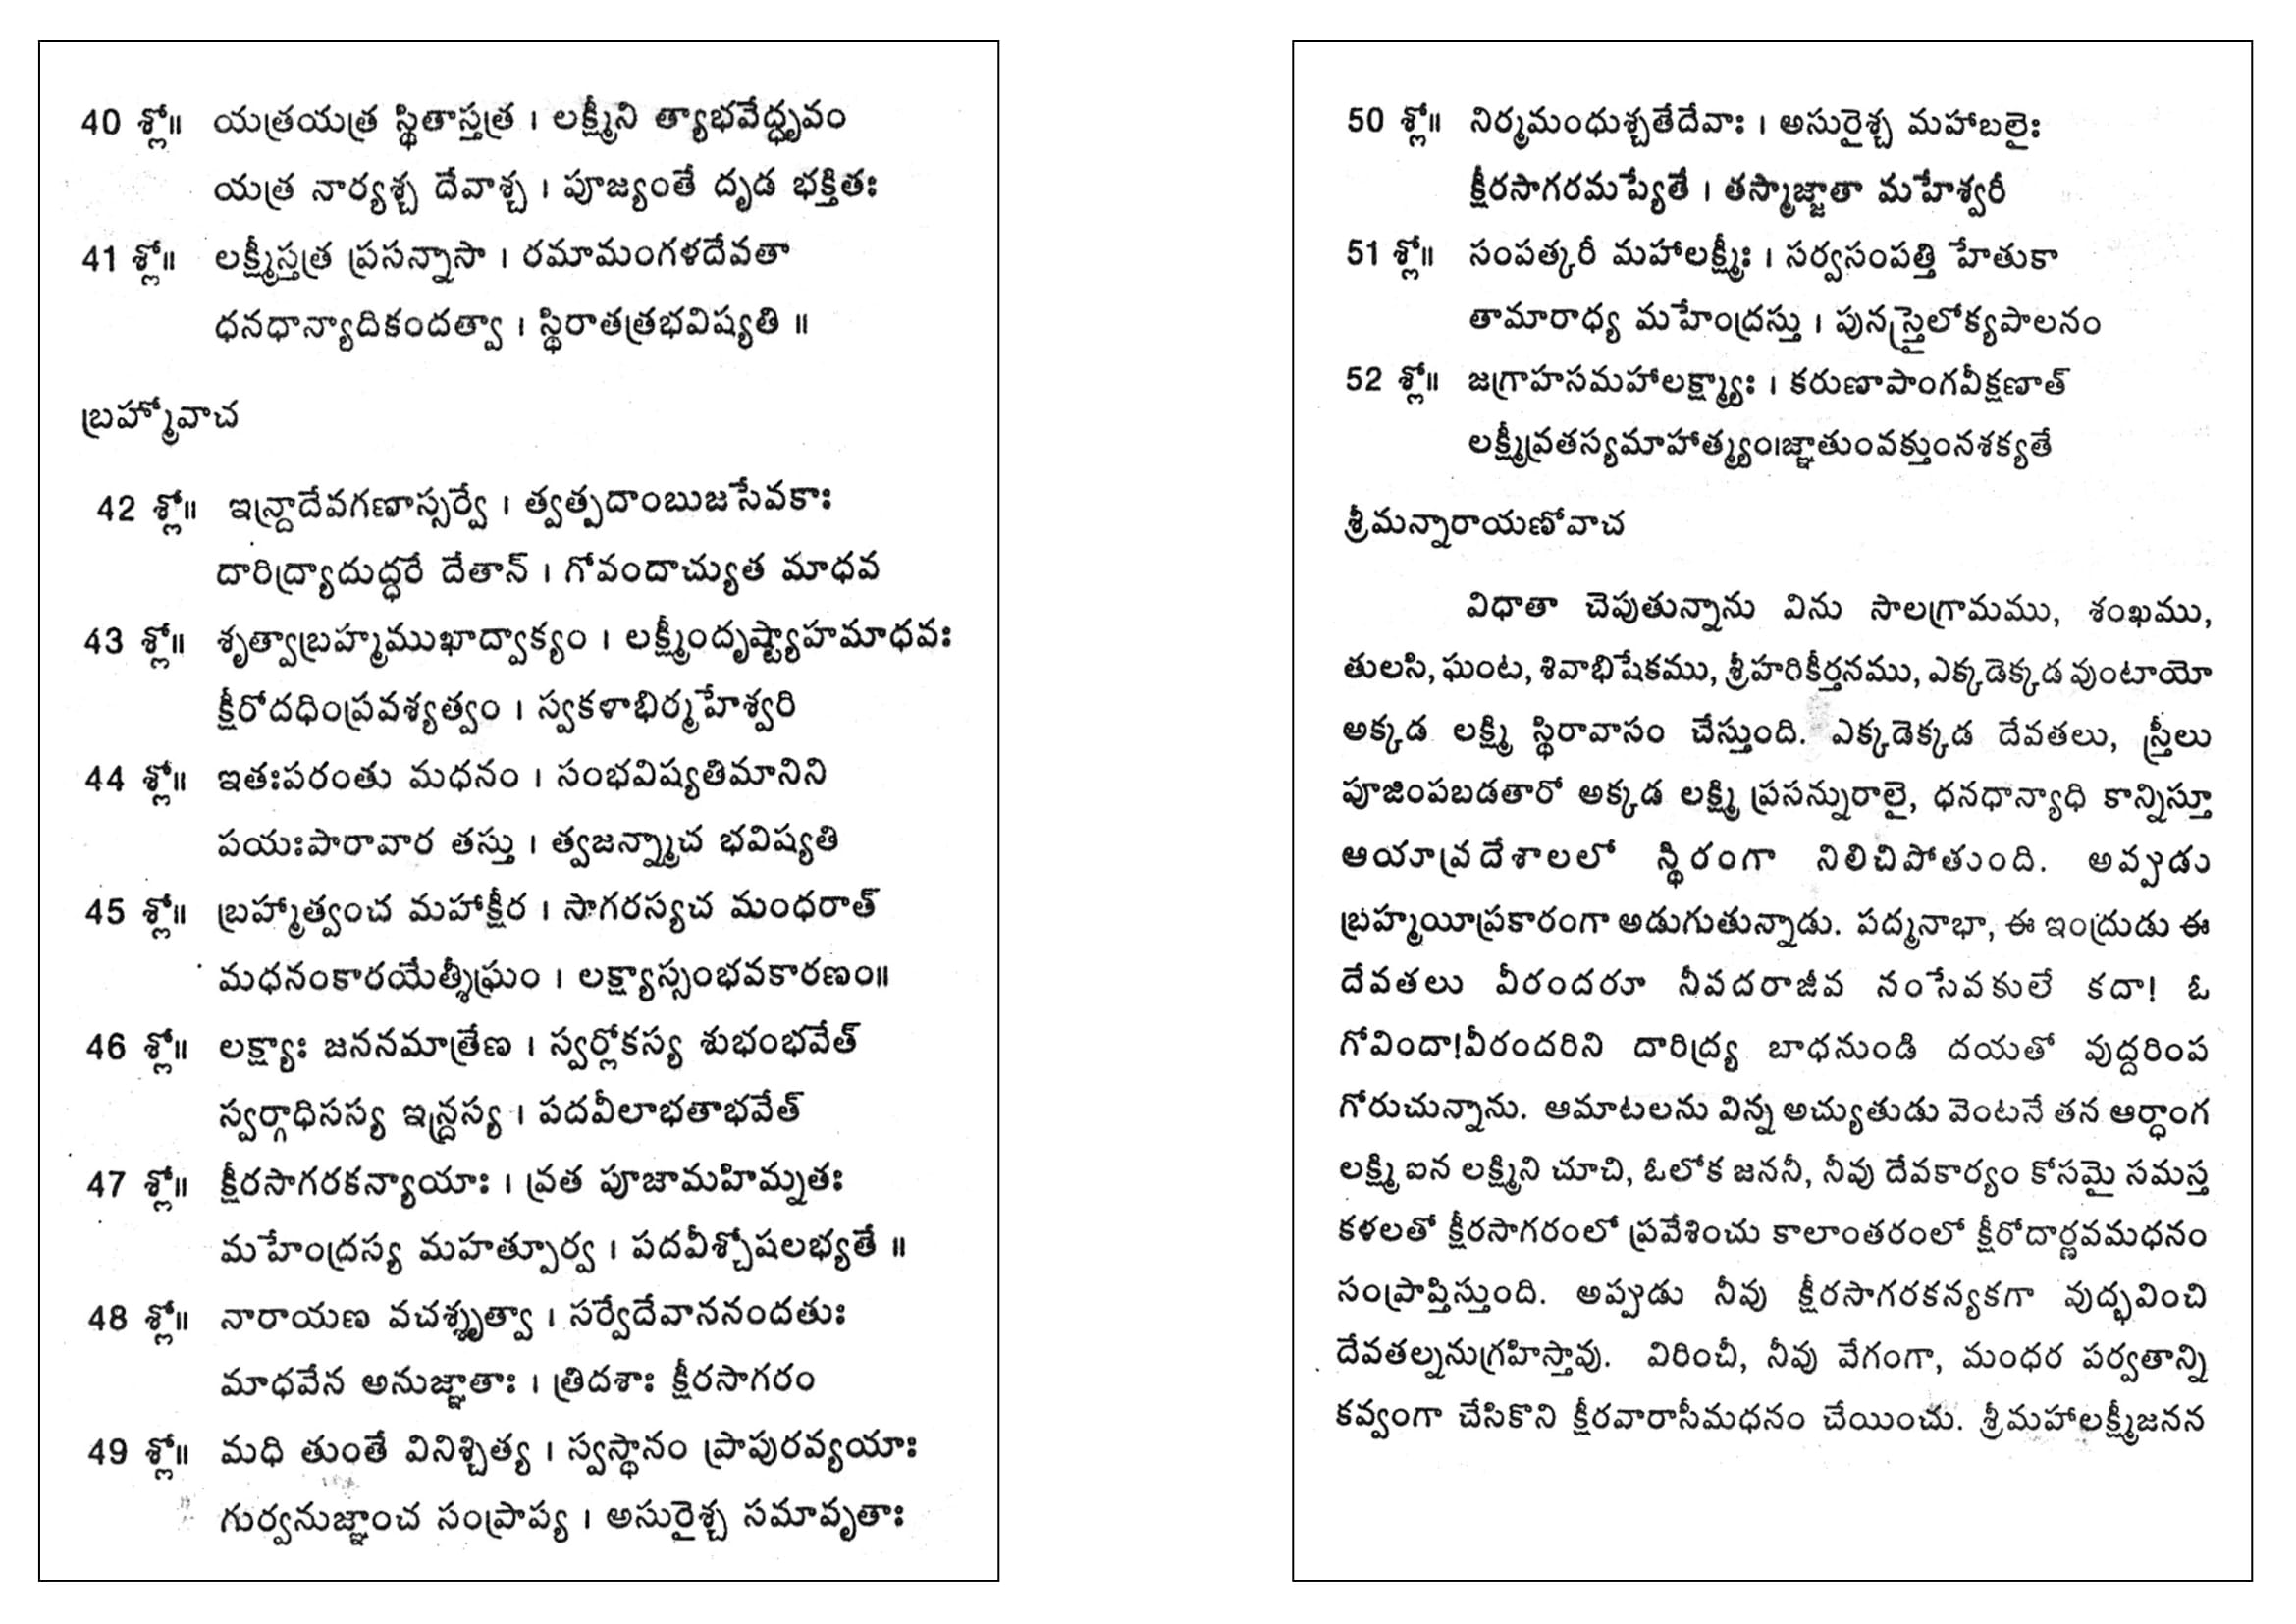 40 శ్లో॥ యత్రయత్ర స్థితాస్తత్ర । లక్ష్మీని త్యాభవేద్ధృవం
యత్ర నార్యశ్చ దేవాశ్చ । పూజ్యంతే దృడ భక్తితః
41 శ్లో॥ లక్ష్మీస్తత్ర ప్రసన్నాసా । రమామంగళదేవతా
ధనధాన్యాదికందత్వా । స్థిరాతత్రభవిష్యతి ॥
బ్రహ్మోవాచ
42 శ్లో॥ ఇన్ద్రాదేవగణాస్సర్వే । త్వత్పదాంబుజసేవకాః
దారిద్ర్యాదుద్ధరే దేతాన్ । గోవందాచ్యుత మాధవ
43 శ్లో॥ శృత్వాబ్రహ్మముఖాద్వాక్యం । లక్ష్మీందృష్ట్యాహమాధవః
క్షీరోదధింప్రవశ్యత్వం । స్వకళాభిర్మహేశ్వరి
44 శ్లో॥ ఇతఃపరంతు మధనం । సంభవిష్యతిమానిని
పయఃపారావార తస్తు । త్వజన్మ్నాచ భవిష్యతి
45 శ్లో॥ బ్రహ్మాత్వంచ మహాక్షీర । సాగరస్యచ మంధరాత్
మధనంకారయేత్శీఘ్రం । లక్ష్యాస్సంభవకారణం॥
46 శ్లో॥ లక్ష్యాః జననమాత్రేణ । స్వర్లోకస్య శుభంభవేత్
స్వర్గాధిసస్య ఇన్ద్రస్య । పదవీలాభతాభవేత్
47 శ్లో॥ క్షీరసాగరకన్యాయాః । వ్రత పూజామహిమ్నతః
మహేంద్రస్య మహత్పూర్వ । పదవీశ్చోషలభ్యతే ॥
48 శ్లో॥ నారాయణ వచశ్శృత్వా । సర్వేదేవాననందతుః
మాధవేన అనుజ్ఞాతాః । త్రిదశాః క్షీరసాగరం
49 శ్లో॥ మధి తుంతే వినిశ్చిత్య । స్వస్థానం ప్రాపురవ్యయాః
గుర్వనుజ్ఞాంచ సంప్రాప్య । అసురైశ్చ సమావృతాః
50 శ్లో॥ నిర్మమంధుశ్చతేదేవాః । అసురైశ్చ మహాబలైః
క్షీరసాగరమప్యేతే । తస్మాజ్జాతా మహేశ్వరీ
51 శ్లో॥ సంపత్కరీ మహాలక్ష్మీః । సర్వసంపత్తి హేతుకా
తామారాధ్య మహేంద్రస్తు । పునస్త్రైలోక్యపాలనం
52 శ్లో॥ జగ్రాహసమహాలక్ష్మ్యాః । కరుణాపాంగవీక్షణాత్
లక్ష్మీవ్రతస్యమాహాత్మ్యం।జ్ఞాతుంవక్తుంనశక్యతే
శ్రీమన్నారాయణోవాచ
విధాతా చెపుతున్నాను విను సాలగ్రామము, శంఖము,
తులసి, ఘంట, శివాభిషేకము, శ్రీహరికీర్తనము, ఎక్కడెక్కడ వుంటాయో
అక్కడ లక్ష్మి స్థిరావాసం చేస్తుంది. ఎక్కడెక్కడ దేవతలు, స్త్రీలు
పూజింపబడతారో అక్కడ లక్ష్మి ప్రసన్నురాలై, ధనధాన్యాధి కాన్నిస్తూ
ఆయావ్రదేశాలలో స్థిరంగా నిలిచిపోతుంది. అవ్పుడు
బ్రహ్మయీప్రకారంగా అడుగుతున్నాడు. పద్మనాభా, ఈ ఇంద్రుడు ఈ
దేవతలు వీరందరూ నీవదరాజీవ నంసేవకులే కదా! ఓ
గోవిందా!వీరందరిని దారిద్ర్య బాధనుండి దయతో వుద్దరింప
గోరుచున్నాను. ఆమాటలను విన్న అచ్యుతుడు వెంటనే తన ఆర్ధాంగ
లక్ష్మి ఐన లక్ష్మిని చూచి, ఓలోక జననీ, నీవు దేవకార్యం కోసమై సమస్త
కళలతో క్షీరసాగరంలో ప్రవేశించు కాలాంతరంలో క్షీరోదార్ణవమధనం
సంప్రాప్తిస్తుంది. అప్పుడు నీవు క్షీరసాగరకన్యకగా వుద్భవించి
దేవతల్ననుగ్రహిస్తావు. విరించీ, నీవు వేగంగా, మంధర పర్వతాన్ని
కవ్వంగా చేసికొని క్షీరవారాసీమధనం చేయించు. శ్రీమహాలక్ష్మీజనన